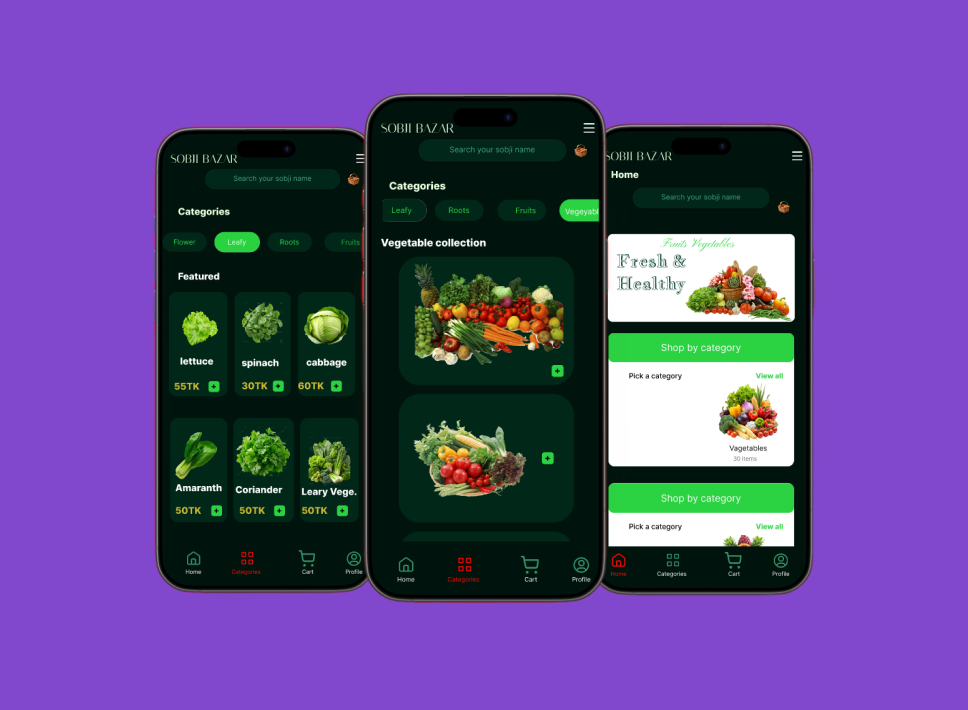 SOBJI BAZAR
Search your sobji name
Categories
Flower
Leafy
Roots
Fruits
Featured
lettuce
spinach
cabbage
55TK
30TK
60TK
Amaranth
Coriander
Leary Vege.
50TK
50TK
50TK
Home
Categories
Cart
Profile
SOBJI BAZAR
Search your sobji name
Categories
Leafy
Roots
Fruits
Vegeyabl
Vegetable collection
Home
Categories
Cart
Profile
SOBJI BAZAR
Home
Search your sobji name
Fruits Vegetables
Fresh &
Healthy
Shop by category
Pick a category
View all
Vagetables
30 Items
Shop by category
Pick a category
View all
Home
Categories
Cart
Profile